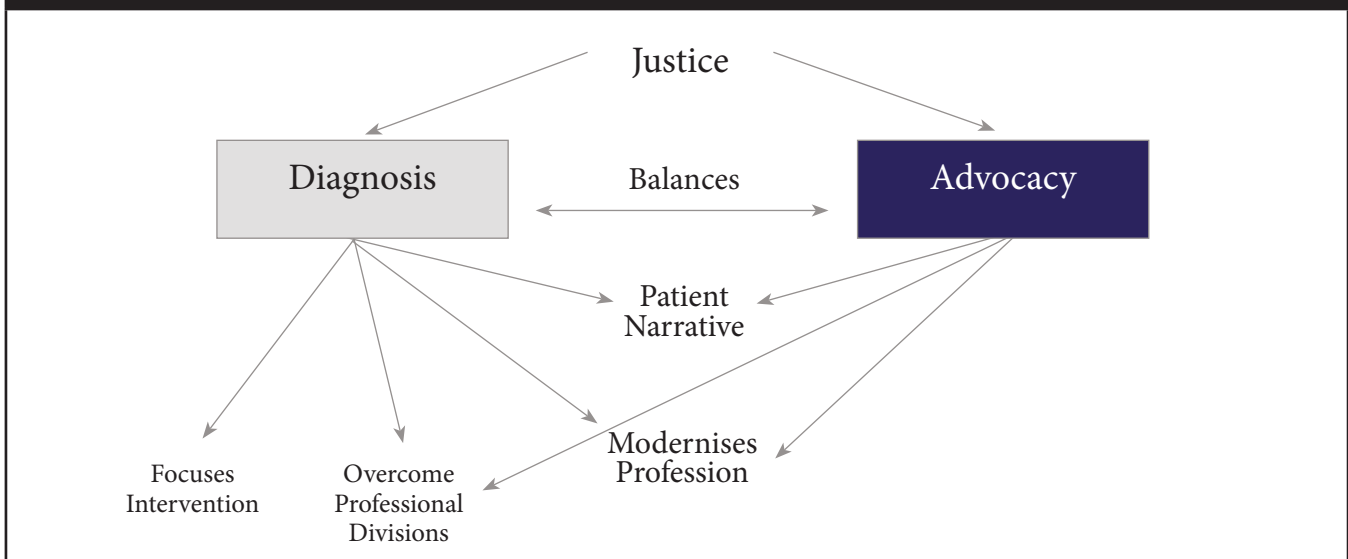 Justice
Diagnosis
Balances
Advocacy
Patient
Narrative
Modernises
Profession
Focuses
Intervention
Overcome
Professional
Divisions